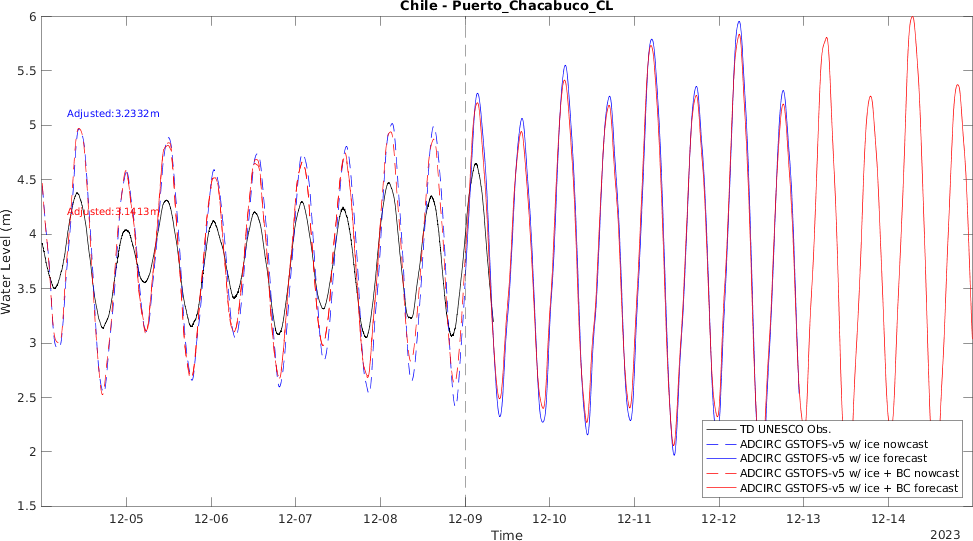 Chile - Puerto_Chacabuco_CL
6
5.5
5
4.5
4
3.5
3
2.5
2
1.5
Water Level (m)
Adjusted:3.2332m
Adjusted:3.1413m
TD UNESCO Obs.
ADCIRC GSTOFS-v5 w/ ice nowcast
ADCIRC GSTOFS-v5 w/ ice forecast
ADCIRC GSTOFS-v5 w/ ice + BC nowcast
ADCIRC GSTOFS-v5 w/ ice + BC forecast
12-05 12-06 12-07 12-08 12-09 12-10 12-11 12-12 12-13 12-14
Time
2023